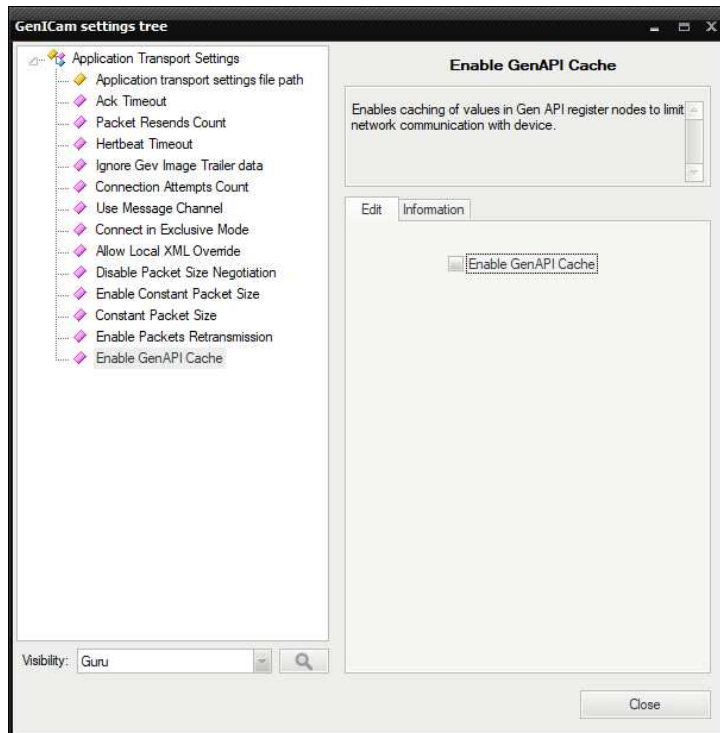 GenICam settings tree
Application Transport Settings
Application transport settings file path
Ack Timeout
Packet Resends Count
Hertbeat Timeout
Ignore Gev Image Trailer data
Connection Attempts Count
Use Message Channel
Connect in Exclusive Mode
Allow Local XML Override
Disable Packet Size Negotiation
Enable Constant Packet Size
Constant Packet Size
Enable Packets Retransmission
Enable GenAPI Cache
Visibility: Guru
Enable GenAPI Cache
Enables caching of values in Gen API register nodes to limit
network communication with device.
Edit Information
Enable GenAPI Cache
Close